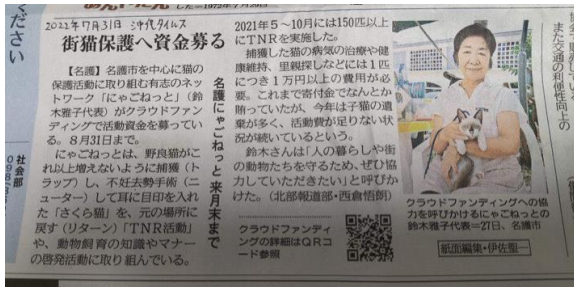 ください
社会部
2022年7月31日 沖縄タイムス
街猫保護へ資金募る
名護にゃごねっと 来月末まで
【名護】名護市を中心に猫の
保護活動に取り組む有志のネッ
トワーク「にゃごねっと」(鈴
木雅子代表)がクラウドファン
ディングで活動資金を募ってい
る。8月31日まで。
にゃごねっとは、野良猫がこ
れ以上増えないように捕獲(ト
ラップ)し、不妊去勢手術(ニ
ューター)して耳に目印を入れ
た「さくら猫」を、元の場所に
戻す(リターン)「TNR活動」
や、動物飼育の知識やマナー
の啓発活動に取り組んでいる。
2021年5~10月には150匹以上
にTNRを実施した。
捕獲した猫の病気の治療や健
康維持、里親探しなどには1匹
につき1万円以上の費用が必
要。これまで寄付金でなんとか
賄っていたが、今年は子猫の遺
棄が多く、活動費が足りない状
況が続いているという。
鈴木さんは「人の暮らしや街
の動物たちを守るため、ぜひ協
力していただきたい」と呼びか
けた。(北部報道部・西倉悟朗)
クラウドファンディ
ングの詳細はQRコ
ード参照
クラウドファンディングへの協
力を呼びかけるにゃごねっとの
鈴木雅子代表=27日、名護市
紙面編集・伊佐聖一
また交通の利便性向上の